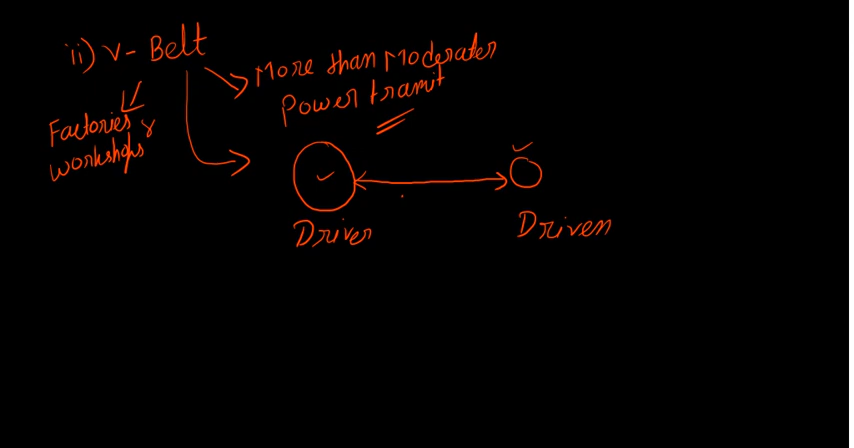 ii) V- Belt
More than Moderater
Power tramit
Factories &
workshops
Driver
Driven